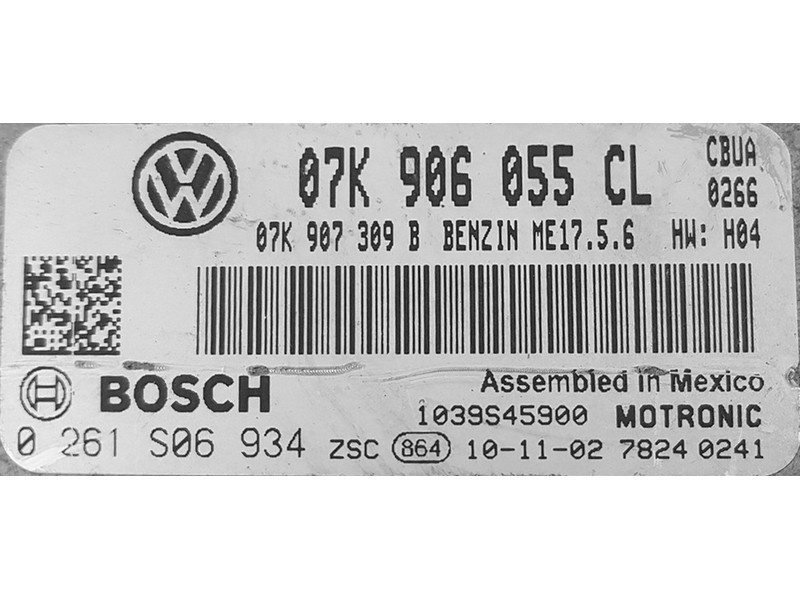 07K 906 055 CL CBUA
0266
07K 907 309 B BENZIN ME17.5.6 HW: H04
BOSCH Assembled in Mexico
1039S45900 MOTRONIC
0 261 S06 934 ZSC 864 10-11-02 7824 0241